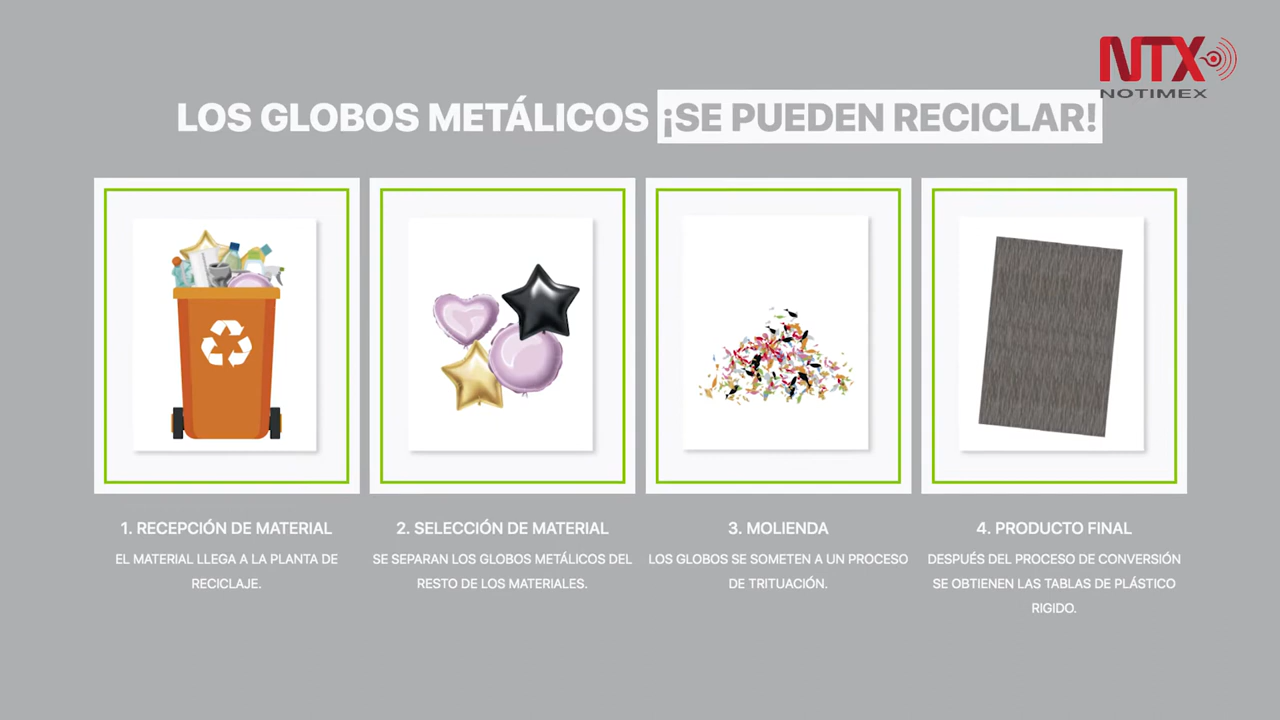 NTX
NOTIMEX
LOS GLOBOS METÁLICOS ¡SE PUEDEN RECICLAR!
1. RECEPCIÓN DE MATERIAL
EL MATERIAL LLEGA A LA PLANTA DE
RECICLAJE.
2. SELECCIÓN DE MATERIAL
SE SEPARAN LOS GLOBOS METÁLICOS DEL
RESTO DE LOS MATERIALES.
3. MOLIENDA
LOS GLOBOS SE SOMETEN A UN PROCESO
DE TRITUACIÓN.
4. PRODUCTO FINAL
DESPUÉS DEL PROCESO DE CONVERSIÓN
SE OBTIENEN LAS TABLAS DE PLÁSTICO
RIGIDO.